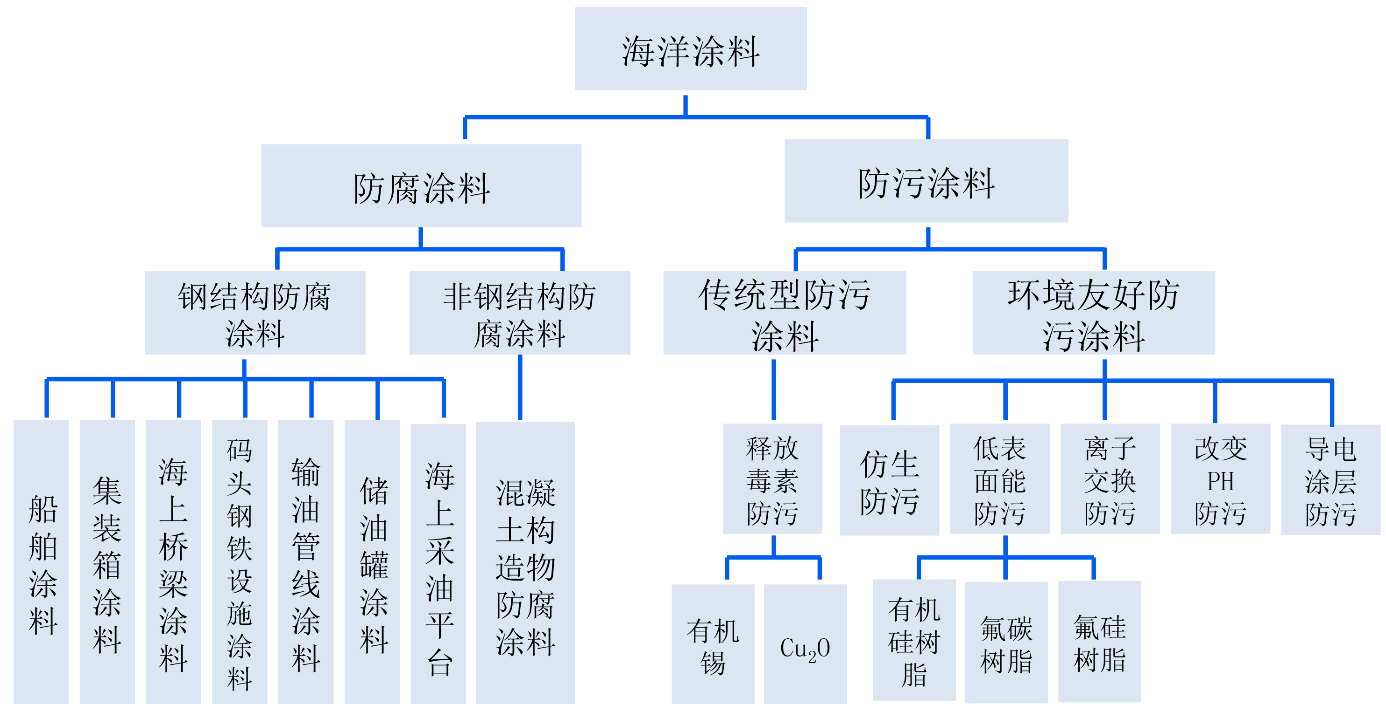 海洋涂料
防腐涂料
防污涂料
钢结构防腐
涂料
非钢结构防
腐涂料
传统型防污
涂料
环境友好防
污涂料
船舶涂料
集装箱涂料
海上桥梁涂料
码头钢铁设施涂料
输油管线涂料
储油罐涂料
海上采油平台
混凝
土构
造物
防腐
涂料
释放
毒素
防污
仿生
防污
低表
面能
防污
离子
交换
防污
改变
PH
防污
导电
涂层
防污
有机
锡
Cu₂O
有机
硅树
脂
氟碳
树脂
氟硅
树脂